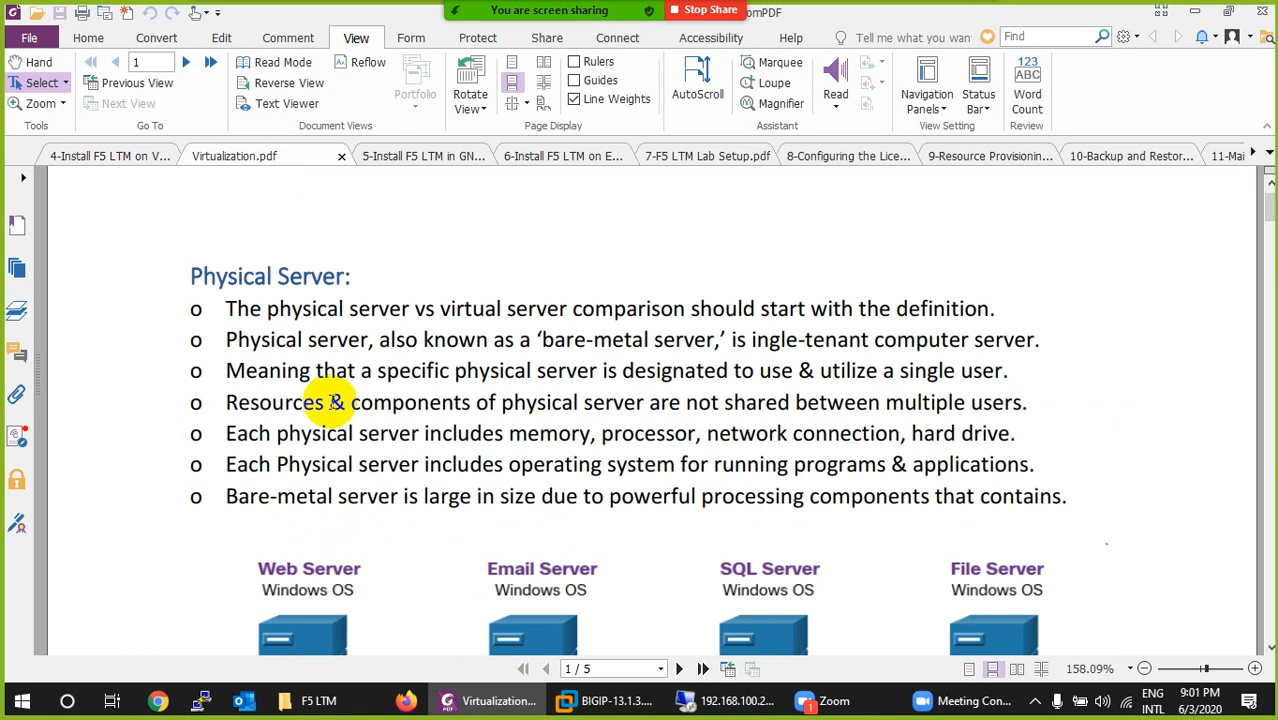 You are screen sharing
Stop Share
omPDF
File
Home
Convert
Edit
Comment
View
Form
Protect
Share
Connect
Accessibility
Help
Tell me what you need
Find
Hand
Select
Zoom
Tools
1
Previous View
Next View
Go To
Read Mode
Reflow
Reverse View
Text Viewer
Document Views
Portfolio
Rotate View
Rulers
Guides
Line Weights
Page Display
AutoScroll
Marquee
Loupe
Magnifier
Assistant
Read
Navigation Panels
Status Bar
View Setting
123
ABC
Word Count
Review
4-Install F5 LTM on V...
Virtualization.pdf
5-Install F5 LTM in GN...
6-Install F5 LTM on E...
7-F5 LTM Lab Setup.pdf
8-Configuring the Lice...
9-Resource Provisionin...
10-Backup and Restor...
11-Mai
Physical Server:
o The physical server vs virtual server comparison should start with the definition.
o Physical server, also known as a ‘bare-metal server,’ is ingle-tenant computer server.
o Meaning that a specific physical server is designated to use & utilize a single user.
o Resources & components of physical server are not shared between multiple users.
o Each physical server includes memory, processor, network connection, hard drive.
o Each Physical server includes operating system for running programs & applications.
o Bare-metal server is large in size due to powerful processing components that contains.
Web Server
Windows OS
Email Server
Windows OS
SQL Server
Windows OS
File Server
Windows OS
1 / 5
158.09%
F5 LTM
Virtualization...
BIGIP-13.1.3....
192.168.100.2...
Zoom
1
Meeting Con...
ENG
INTL
9:01 PM
6/3/2020